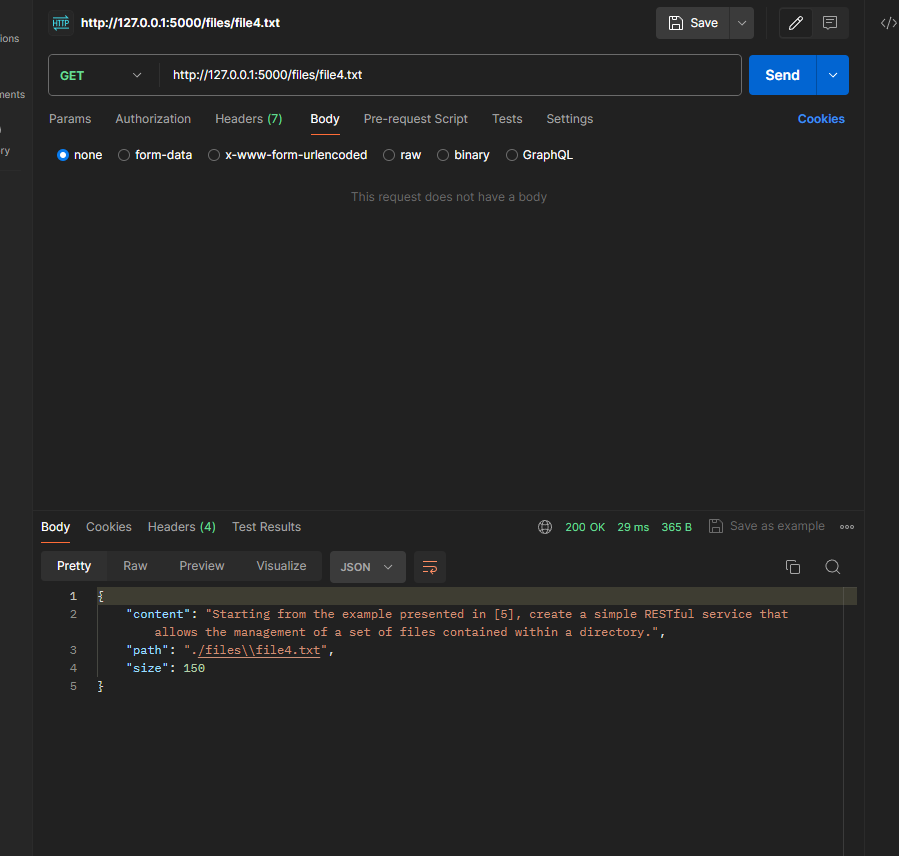 HTTP http://127.0.0.1:5000/files/file4.txt Save
ions
GET http://127.0.0.1:5000/files/file4.txt Send
ments
Params Authorization Headers (7) Body Pre-request Script Tests Settings Cookies
ry
none form-data x-www-form-urlencoded raw binary GraphQL
This request does not have a body
Body Cookies Headers (4) Test Results 200 OK 29 ms 365 B Save as example
Pretty Raw Preview Visualize JSON
1 {
2 "content": "Starting from the example presented in [5], create a simple RESTful service that
allows the management of a set of files contained within a directory.",
3 "path": "./files\\file4.txt",
4 "size": 150
5 }